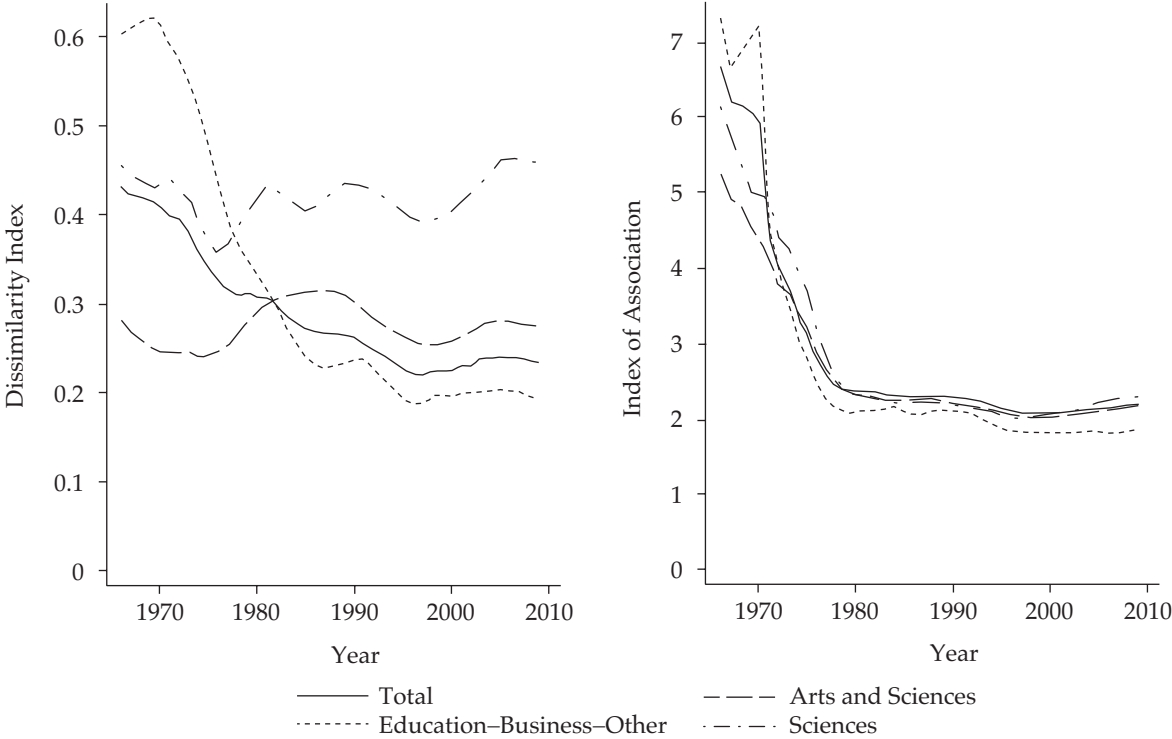 Dissimilarity Index
0.6
0.5
0.4
0.3
0.2
0.1
0
1970 1980 1990 2000 2010
Year
Index of Association
7
6
5
4
3
2
1
0
1970 1980 1990 2000 2010
Year
Total
Education–Business–Other
Arts and Sciences
Sciences